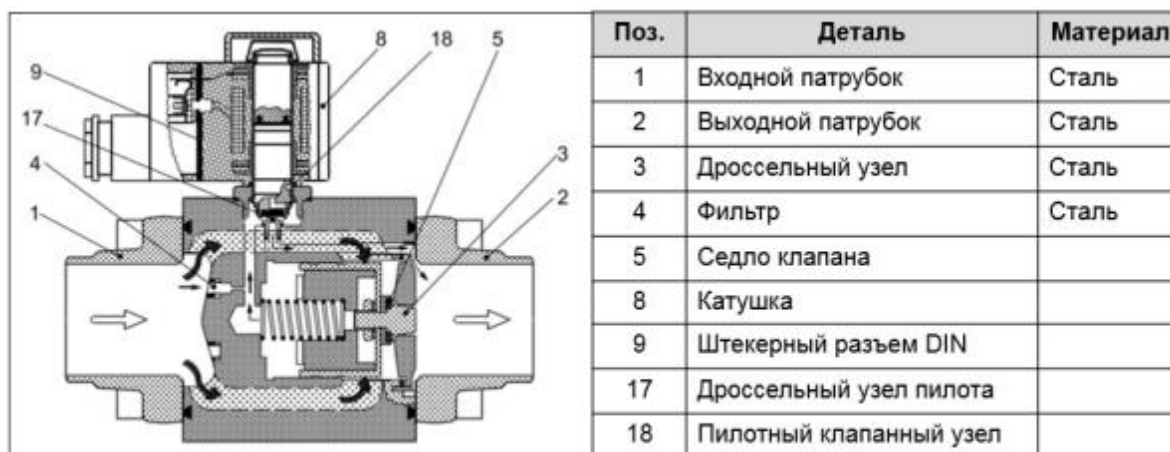 5
8
18
9
17
4
3
1
2
Поз. Деталь Материал
1 Входной патрубок Сталь
2 Выходной патрубок Сталь
3 Дроссельный узел Сталь
4 Фильтр Сталь
5 Седло клапана
8 Катушка
9 Штекерный разъем DIN
17 Дроссельный узел пилота
18 Пилотный клапанный узел